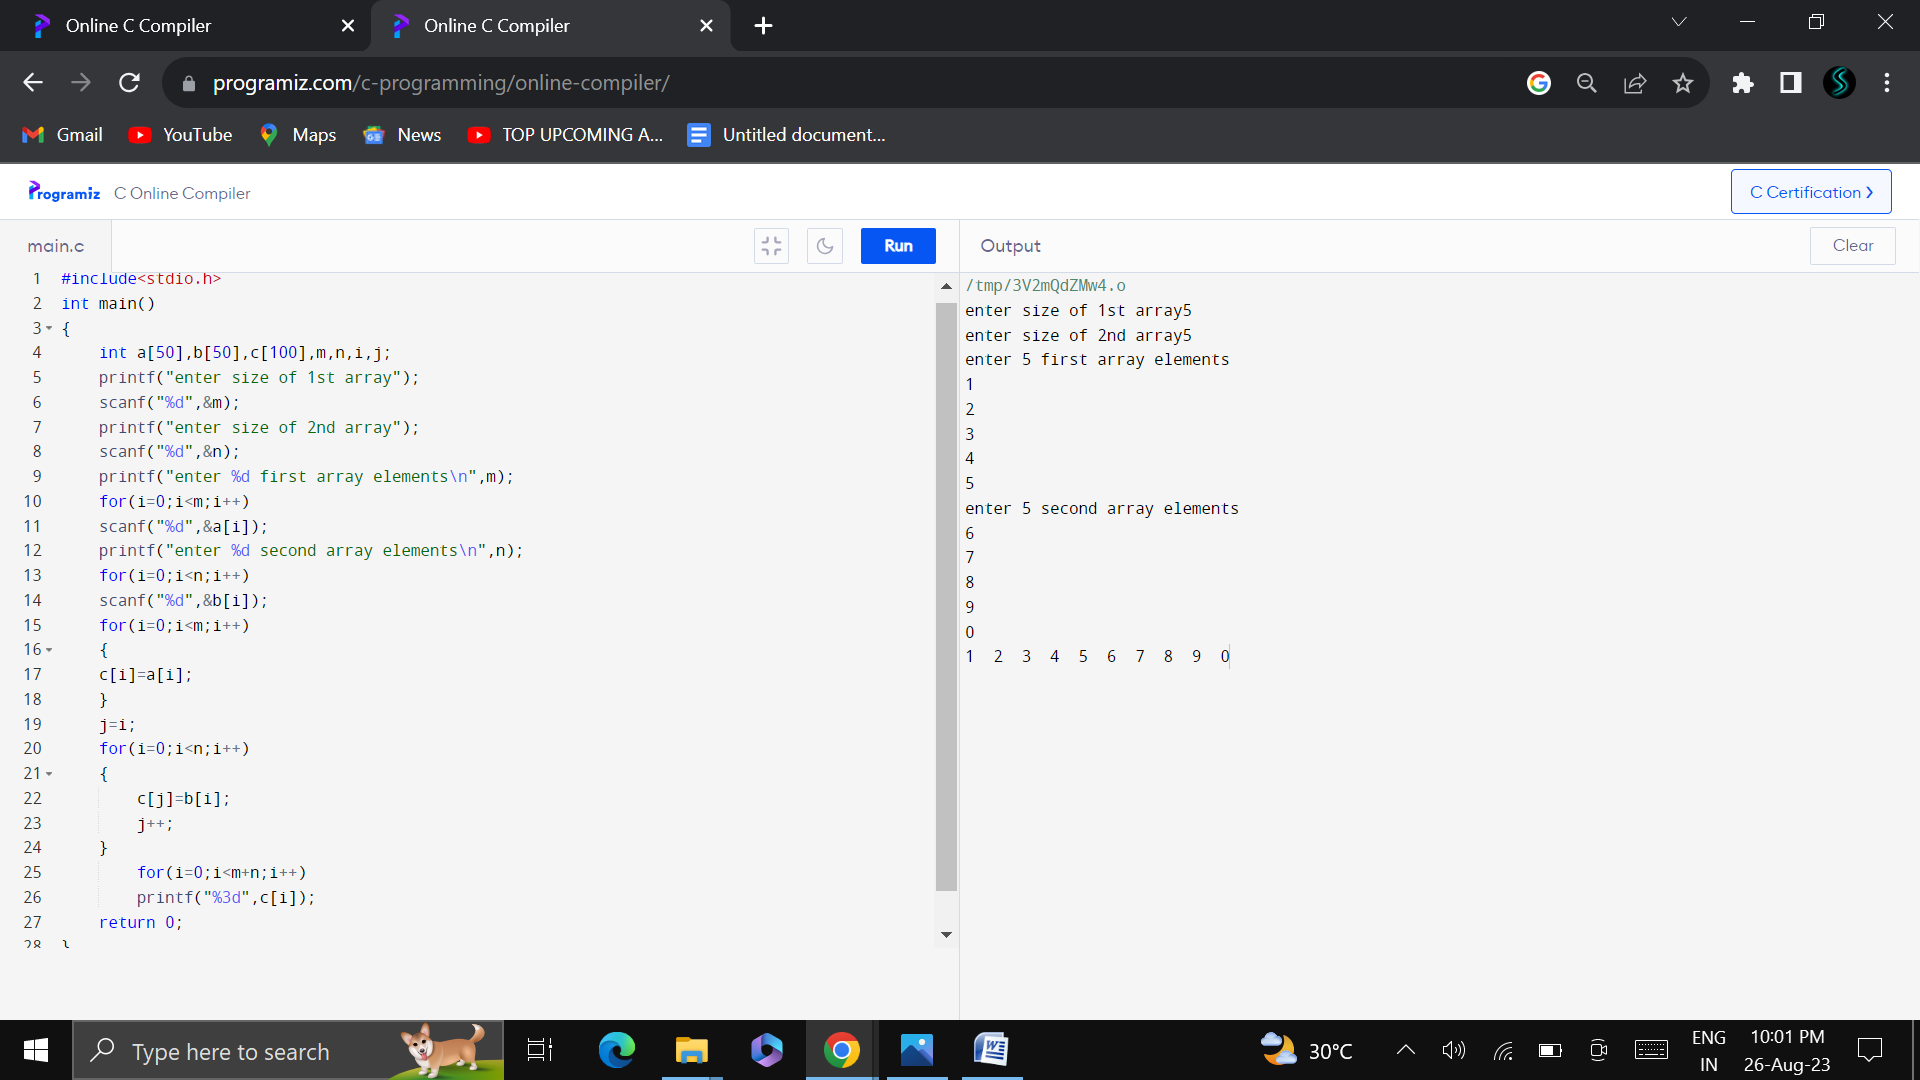 Online C Compiler
Online C Compiler
programiz.com/c-programming/online-compiler/
Gmail
YouTube
Maps
News
TOP UPCOMING A...
Untitled document...
Programiz
C Online Compiler
C Certification
main.c
Run
Output
Clear
1 #include<stdio.h>
2 int main()
3 {
4     int a[50],b[50],c[100],m,n,i,j;
5     printf("enter size of 1st array");
6     scanf("%d",&m);
7     printf("enter size of 2nd array");
8     scanf("%d",&n);
9     printf("enter %d first array elements\n",m);
10     for(i=0;i<m;i++)
11     scanf("%d",&a[i]);
12     printf("enter %d second array elements\n",n);
13     for(i=0;i<n;i++)
14     scanf("%d",&b[i]);
15     for(i=0;i<m;i++)
16     {
17     c[i]=a[i];
18     }
19     j=i;
20     for(i=0;i<n;i++)
21     {
22         c[j]=b[i];
23         j++;
24     }
25         for(i=0;i<m+n;i++)
26         printf("%3d",c[i]);
27     return 0;
28 }
/tmp/3V2mQdZMw4.o
enter size of 1st array5
enter size of 2nd array5
enter 5 first array elements
1
2
3
4
5
enter 5 second array elements
6
7
8
9
0
1  2  3  4  5  6  7  8  9  0
Type here to search
30°C
ENG
IN
10:01 PM
26-Aug-23